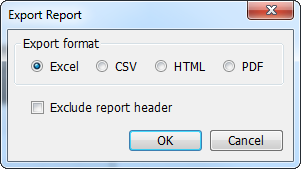 Export Report
Export format
Excel CSV HTML PDF
Exclude report header
OK Cancel